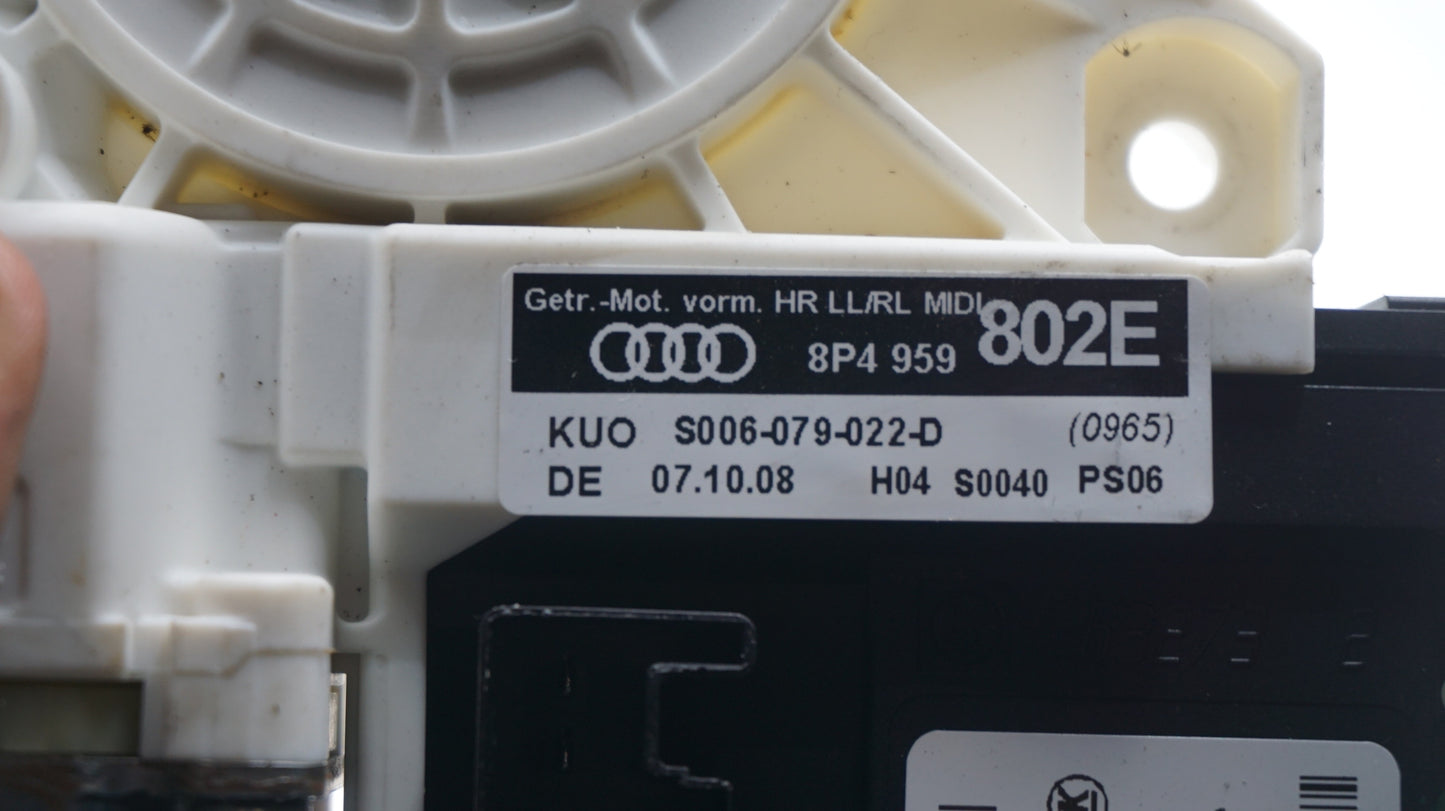 Getr.-Mot. vorm. HR LL/RL MIDI
8P4 959 802E
KUO S006-079-022-D (0965)
DE 07.10.08 H04 S0040 PS06